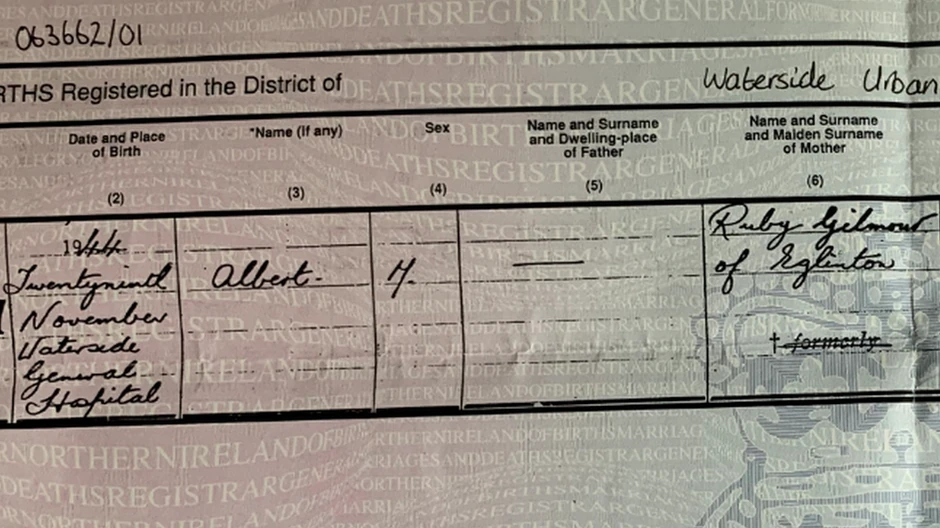 063662/01
RTHS Registered in the District of Waterside Urban
Date and Place of Birth
*Name (if any)
Sex
Name and Surname and Dwelling-place of Father
Name and Surname and Maiden Surname of Mother
(2) (3) (4) (5) (6)
1944
Twentyninth
November
Waterside
General
Hospital
Albert.
M.
—
Ruby Gilmour
of Eglinton
† formerly